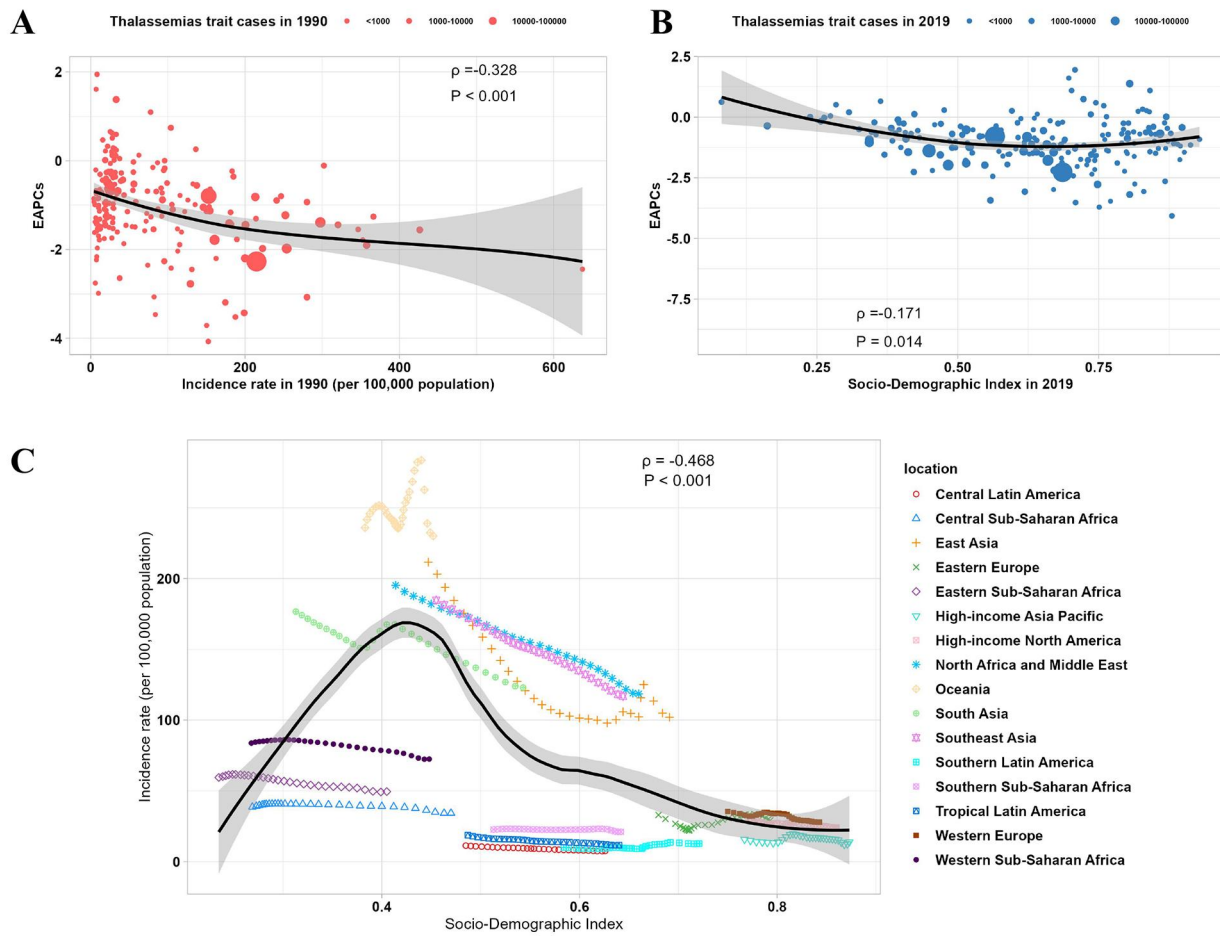 A
Thalassemias trait cases in 1990 <1000 1000-10000 10000-100000
2
0
-2
-4
EAPCs
ρ =-0.328
P < 0.001
0 200 400 600
Incidence rate in 1990 (per 100,000 population)
B
Thalassemias trait cases in 2019 <1000 1000-10000 10000-100000
2.5
0.0
-2.5
-5.0
-7.5
EAPCs
ρ =-0.171
P = 0.014
0.25 0.50 0.75
Socio-Demographic Index in 2019
C
ρ = -0.468
P < 0.001
200
100
0
Incidence rate (per 100,000 population)
0.4 0.6 0.8
Socio-Demographic Index
location
Central Latin America
Central Sub-Saharan Africa
East Asia
Eastern Europe
Eastern Sub-Saharan Africa
High-income Asia Pacific
High-income North America
North Africa and Middle East
Oceania
South Asia
Southeast Asia
Southern Latin America
Southern Sub-Saharan Africa
Tropical Latin America
Western Europe
Western Sub-Saharan Africa